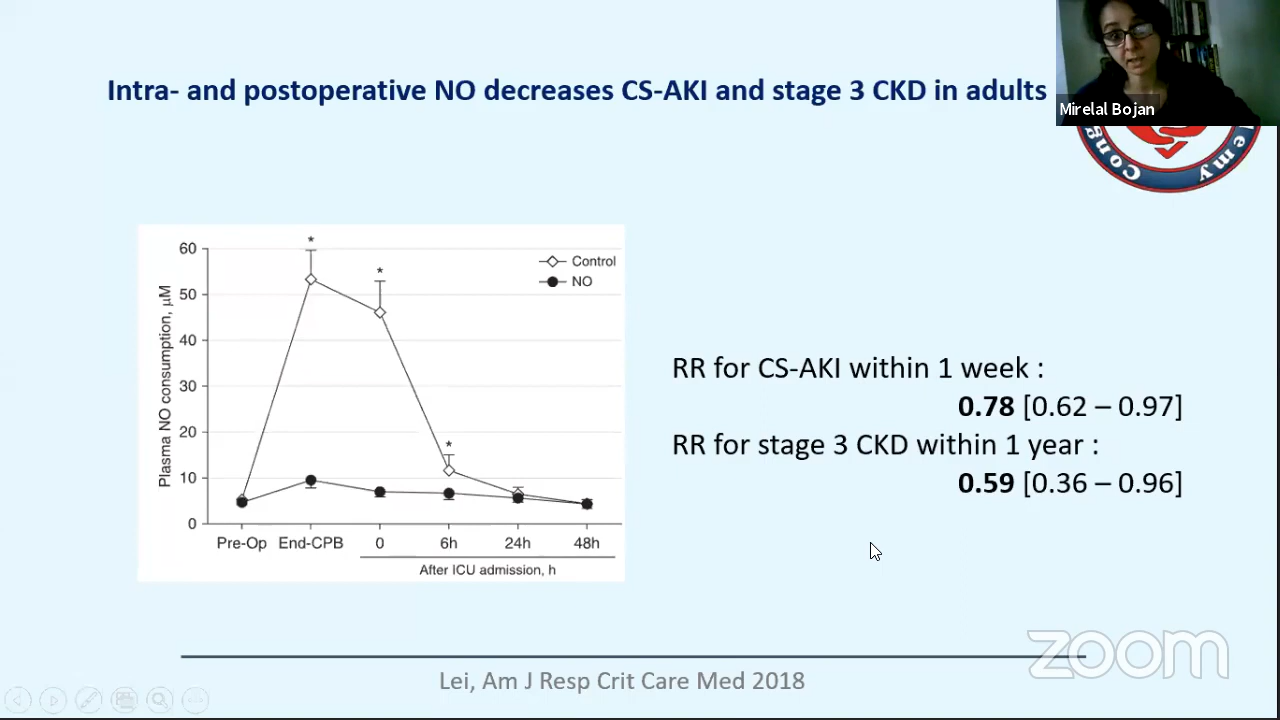 Intra- and postoperative NO decreases CS-AKI and stage 3 CKD in adults
Mirelal Bojan
Cong
lemy
60
50
40
30
20
10
0
Plasma NO consumption, µM
*
*
*
Control
NO
Pre-Op End-CPB 0 6h 24h 48h
After ICU admission, h
RR for CS-AKI within 1 week :
0.78 [0.62 – 0.97]
RR for stage 3 CKD within 1 year :
0.59 [0.36 – 0.96]
zoom
Lei, Am J Resp Crit Care Med 2018